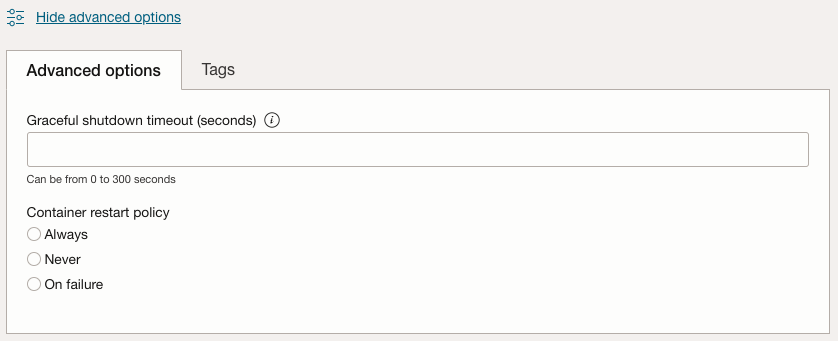 Hide advanced options
Advanced options
Tags
Graceful shutdown timeout (seconds) i
Can be from 0 to 300 seconds
Container restart policy
Always
Never
On failure